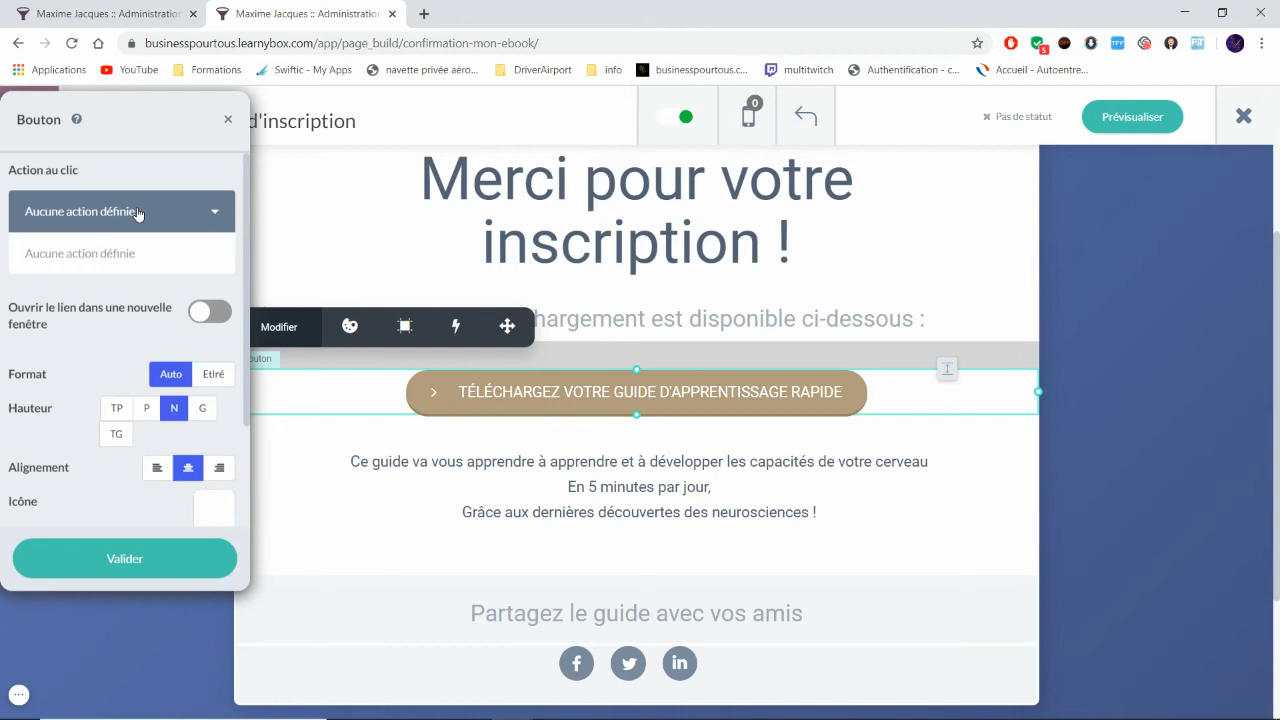 Maxime Jacques :: Administration
Maxime Jacques :: Administration
businesspourtous.learnybox.com/app/page_build/confirmation-mon-ebook/
5
OFF
TFF
Applications
YouTube
Formations
Swiftic - My Apps
navette privée aéro...
DriverAirport
info
businesspourtous.c...
multitwitch
Authentification - c...
Accueil - Autoentre...
Bouton
d'inscription
0
Pas de statut
Prévisualiser
Action au clic
Aucune action définie
Aucune action définie
Ouvrir le lien dans une nouvelle
fenêtre
Format
Auto
Etiré
Hauteur
TP
P
N
G
TG
Alignement
Icône
Valider
Merci pour votre
inscription !
Modifier
hargement est disponible ci-dessous :
outon
TÉLÉCHARGEZ VOTRE GUIDE D'APPRENTISSAGE RAPIDE
Ce guide va vous apprendre à apprendre et à développer les capacités de votre cerveau
En 5 minutes par jour,
Grâce aux dernières découvertes des neurosciences !
Partagez le guide avec vos amis